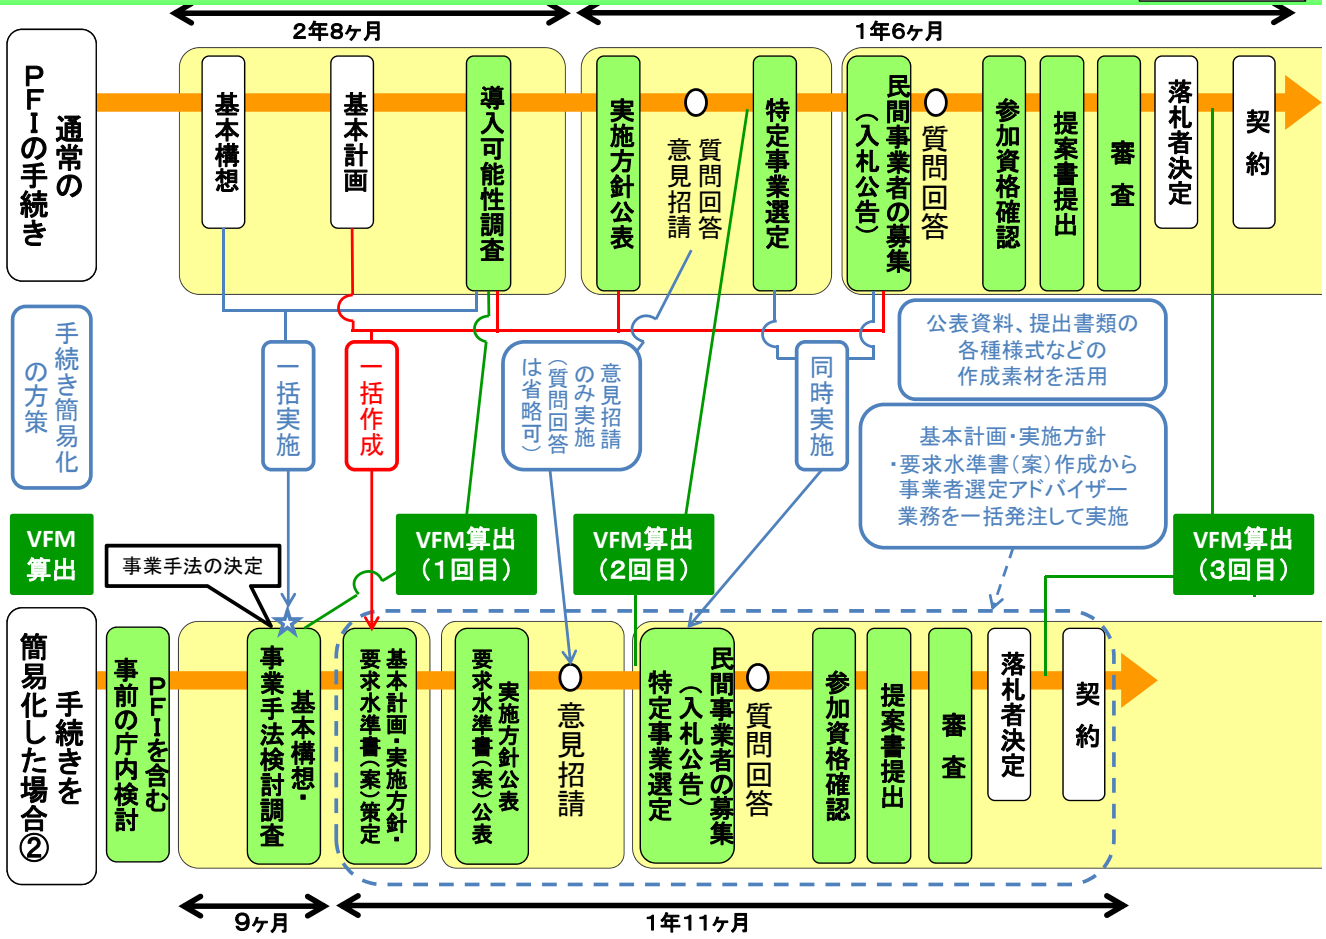 2年8ヶ月
1年6ヶ月
通常の
PFIの手続き
基本構想
基本計画
導入可能性調査
実施方針公表
質問回答
意見招請
特定事業選定
民間事業者の募集
（入札公告）
質問回答
参加資格確認
提案書提出
審査
落札者決定
契約
手続き簡易化
の方策
一括実施
一括作成
意見招請
のみ実施
（質問回答
は省略可）
同時実施
公表資料、提出書類の
各種様式などの
作成素材を活用
基本計画・実施方針
・要求水準書（案）作成から
事業者選定アドバイザー
業務を一括発注して実施
VFM
算出
事業手法の決定
VFM算出
（1回目）
VFM算出
（2回目）
VFM算出
（3回目）
手続きを
簡易化した場合②
PFIを含む
事前の庁内検討
基本構想・
事業手法検討調査
基本計画・実施方針・
要求水準書（案）策定
実施方針公表
要求水準書（案）公表
意見招請
民間事業者の募集
（入札公告）
特定事業選定
質問回答
参加資格確認
提案書提出
審査
落札者決定
契約
9ヶ月
1年11ヶ月